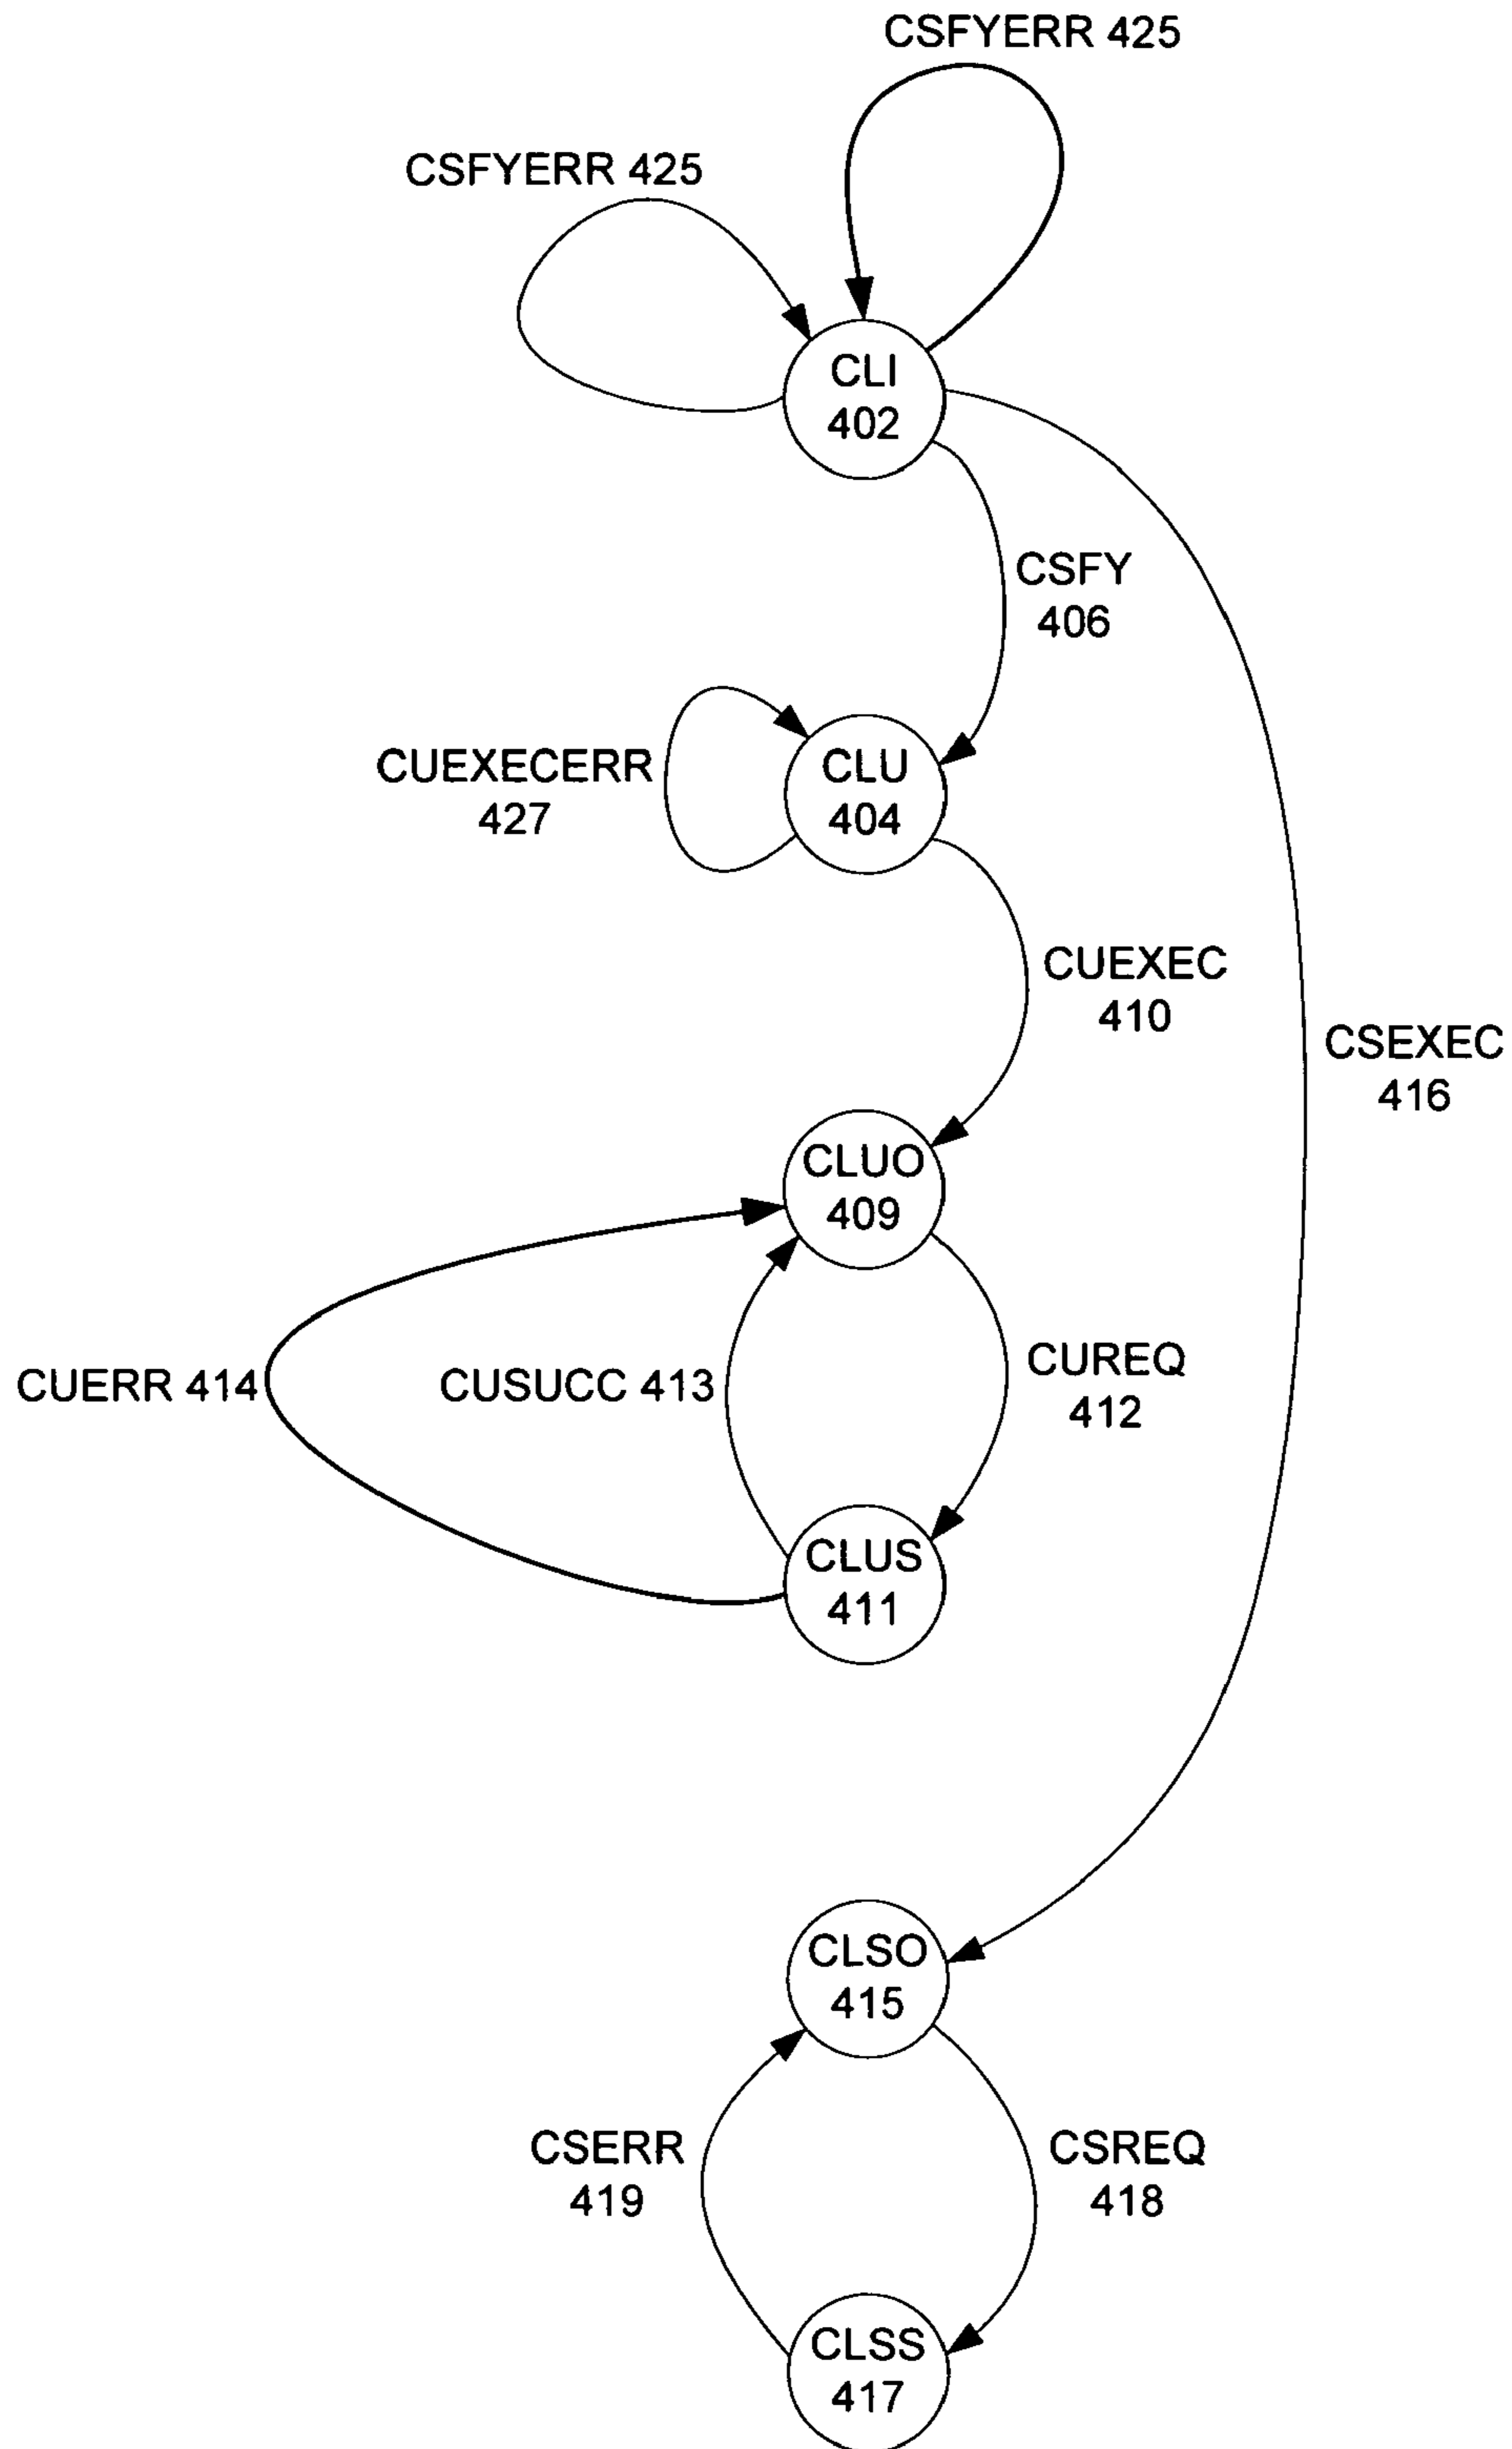 CSFYERR 425
CSFYERR 425
CLI
402
CSFY
406
CUEXECERR
427
CLU
404
CUEXEC
410
CSEXEC
416
CLUO
409
CUERR 414
CUSUCC 413
CUREQ
412
CLUS
411
CLSO
415
CSERR
419
CSREQ
418
CLSS
417